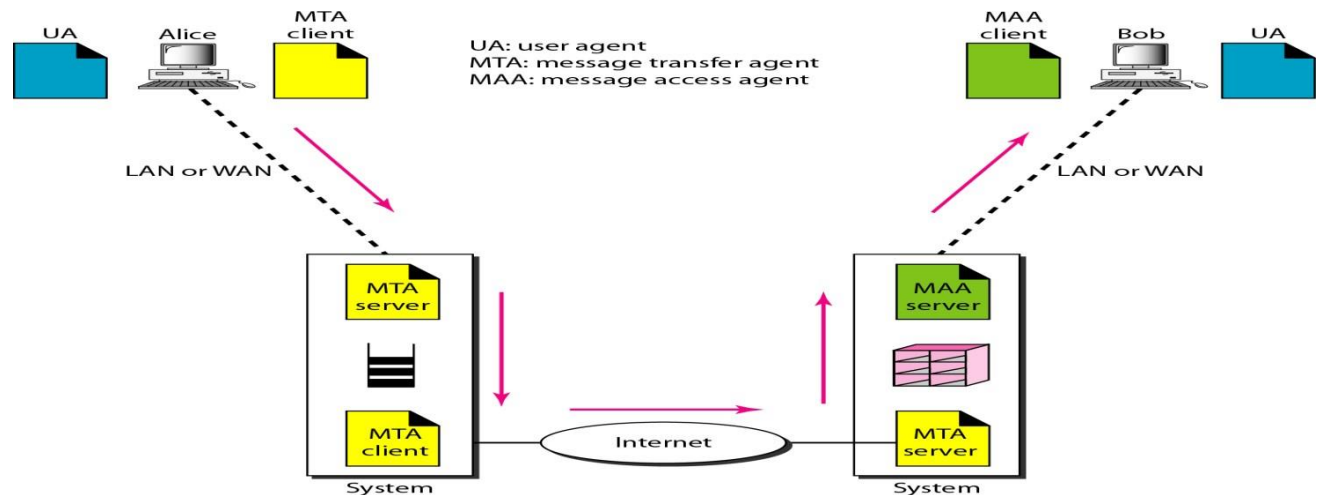 UA
Alice
MTA
client
UA: user agent
MTA: message transfer agent
MAA: message access agent
MAA
client
Bob
UA
LAN or WAN
LAN or WAN
MTA
server
MAA
server
MTA
client
Internet
MTA
server
System
System